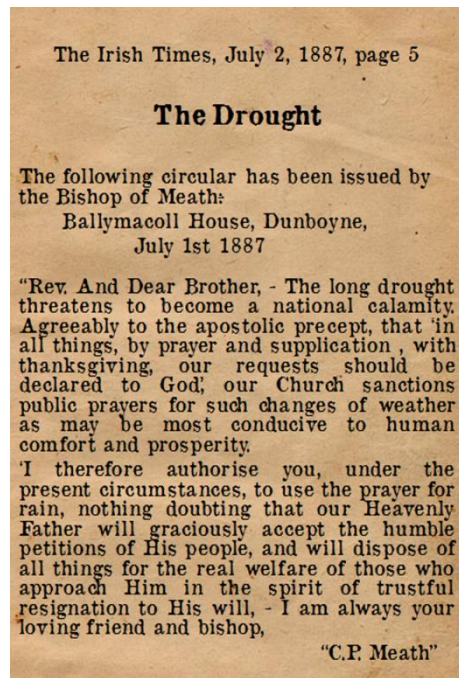 The Irish Times, July 2, 1887, page 5
The Drought
The following circular has been issued by
the Bishop of Meath:
Ballymacoll House, Dunboyne,
July 1st 1887
“Rev. And Dear Brother, - The long drought
threatens to become a national calamity.
Agreeably to the apostolic precept, that ‘in
all things, by prayer and supplication , with
thanksgiving, our requests should be
declared to God’, our Church sanctions
public prayers for such changes of weather
as may be most conducive to human
comfort and prosperity.
‘I therefore authorise you, under the
present circumstances, to use the prayer for
rain, nothing doubting that our Heavenly
Father will graciously accept the humble
petitions of His people, and will dispose of
all things for the real welfare of those who
approach Him in the spirit of trustful
resignation to His will, - I am always your
loving friend and bishop,
“C.P. Meath”